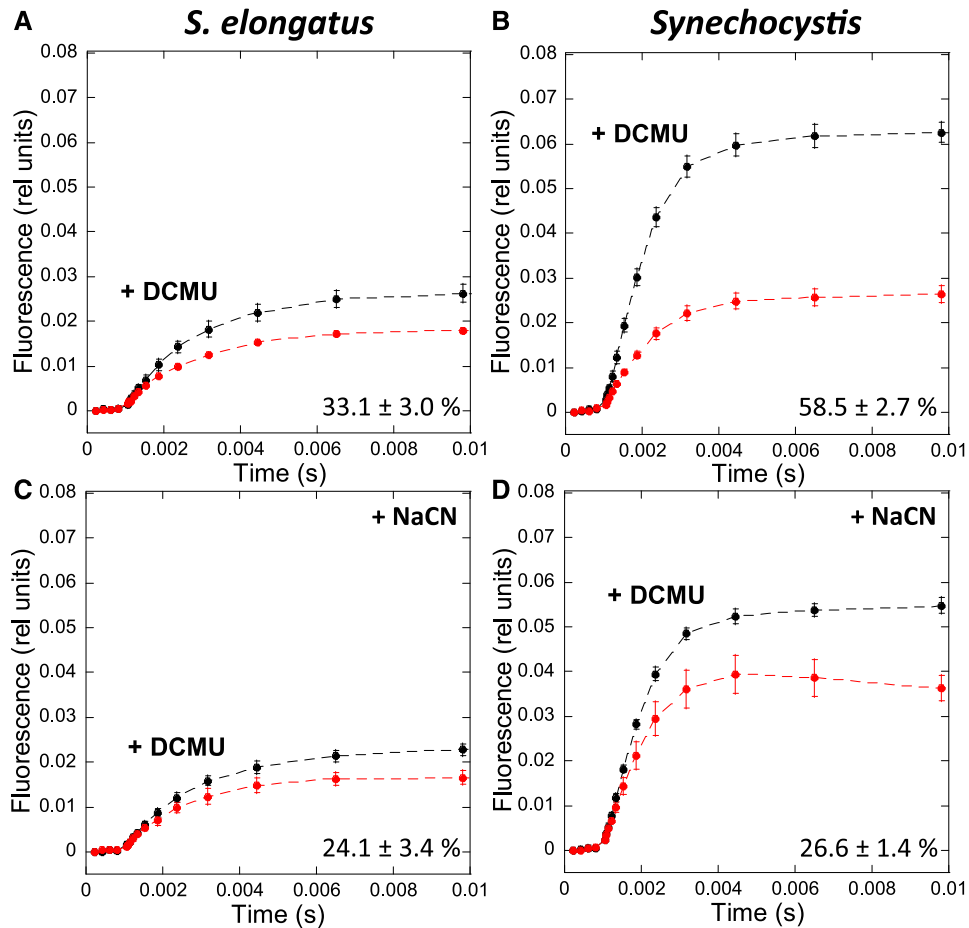 S. elongatus
Synechocystis
A
B
Fluorescence (rel units)
0.08
0.07
0.06
0.05
0.04
0.03
0.02
0.01
0
+ DCMU
33.1 ± 3.0 %
0 0.002 0.004 0.006 0.008 0.01
Time (s)
Fluorescence (rel units)
0.08
0.07
0.06
0.05
0.04
0.03
0.02
0.01
0
+ DCMU
58.5 ± 2.7 %
0 0.002 0.004 0.006 0.008 0.01
Time (s)
C
D
Fluorescence (rel units)
0.08
0.07
0.06
0.05
0.04
0.03
0.02
0.01
0
+ NaCN
+ DCMU
24.1 ± 3.4 %
0 0.002 0.004 0.006 0.008 0.01
Time (s)
Fluorescence (rel units)
0.08
0.07
0.06
0.05
0.04
0.03
0.02
0.01
0
+ NaCN
+ DCMU
26.6 ± 1.4 %
0 0.002 0.004 0.006 0.008 0.01
Time (s)